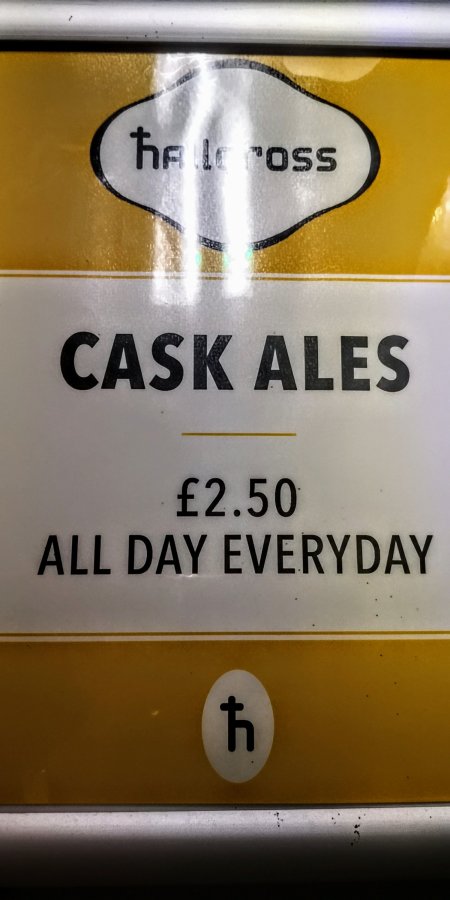 hallcross
CASK ALES
£2.50
ALL DAY EVERYDAY
ħ